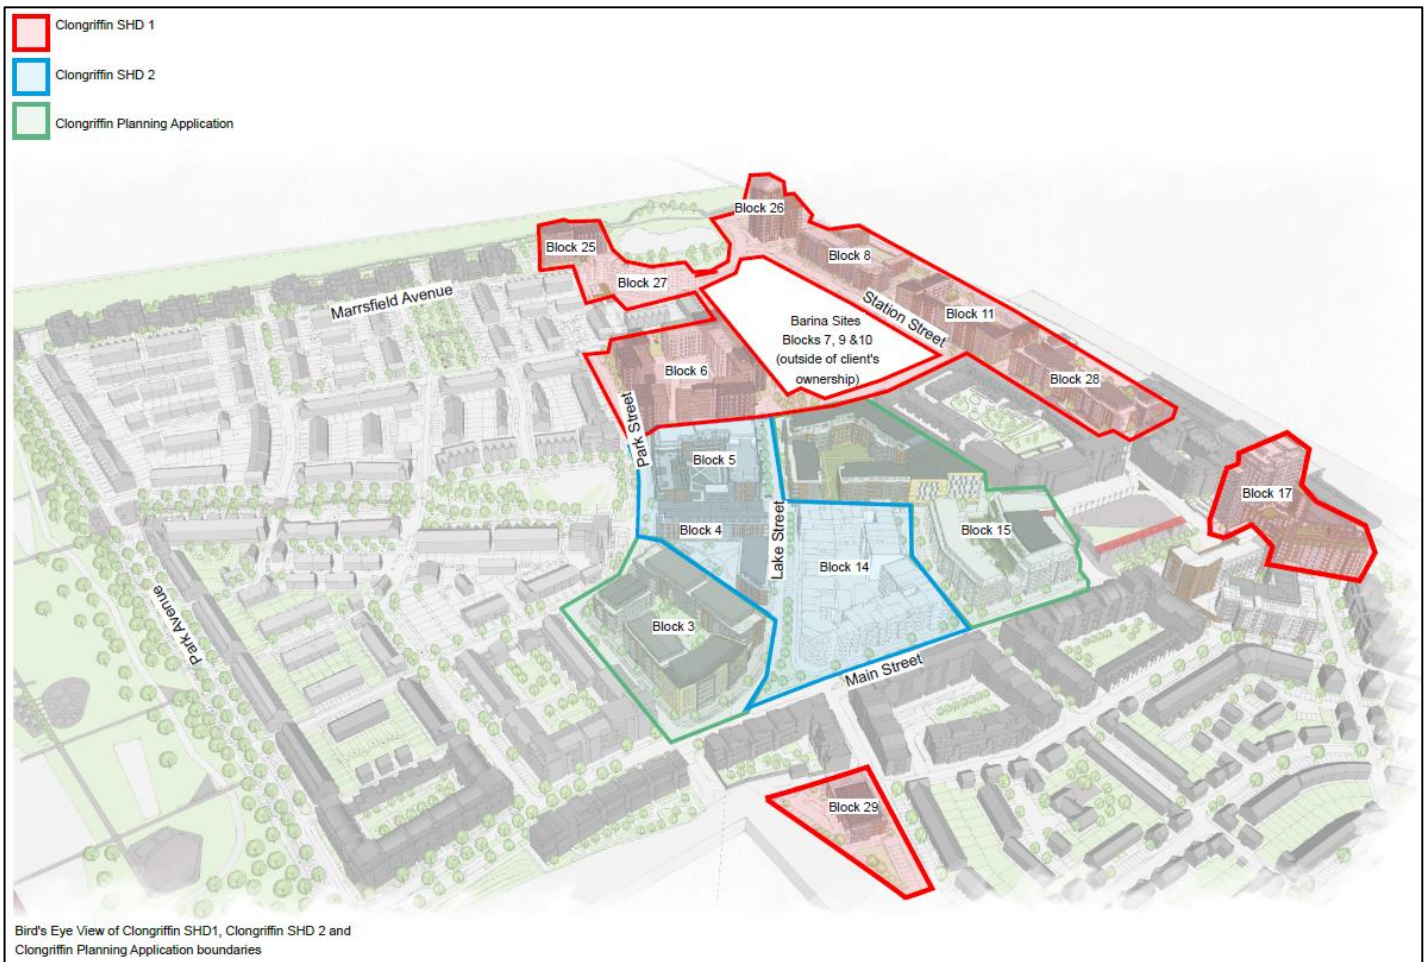 Clongriffin SHD 1
Clongriffin SHD 2
Clongriffin Planning Application
Block 26
Block 25
Block 8
Block 27
Marrsfield Avenue
Station Street
Block 11
Barina Sites
Blocks 7, 9 &10
(outside of client's
ownership)
Block 6
Block 28
Park Street
Block 5
Block 17
Block 4
Lake Street
Block 15
Block 14
Park Avenue
Block 3
Main Street
Block 29
Bird's Eye View of Clongriffin SHD1, Clongriffin SHD 2 and
Clongriffin Planning Application boundaries